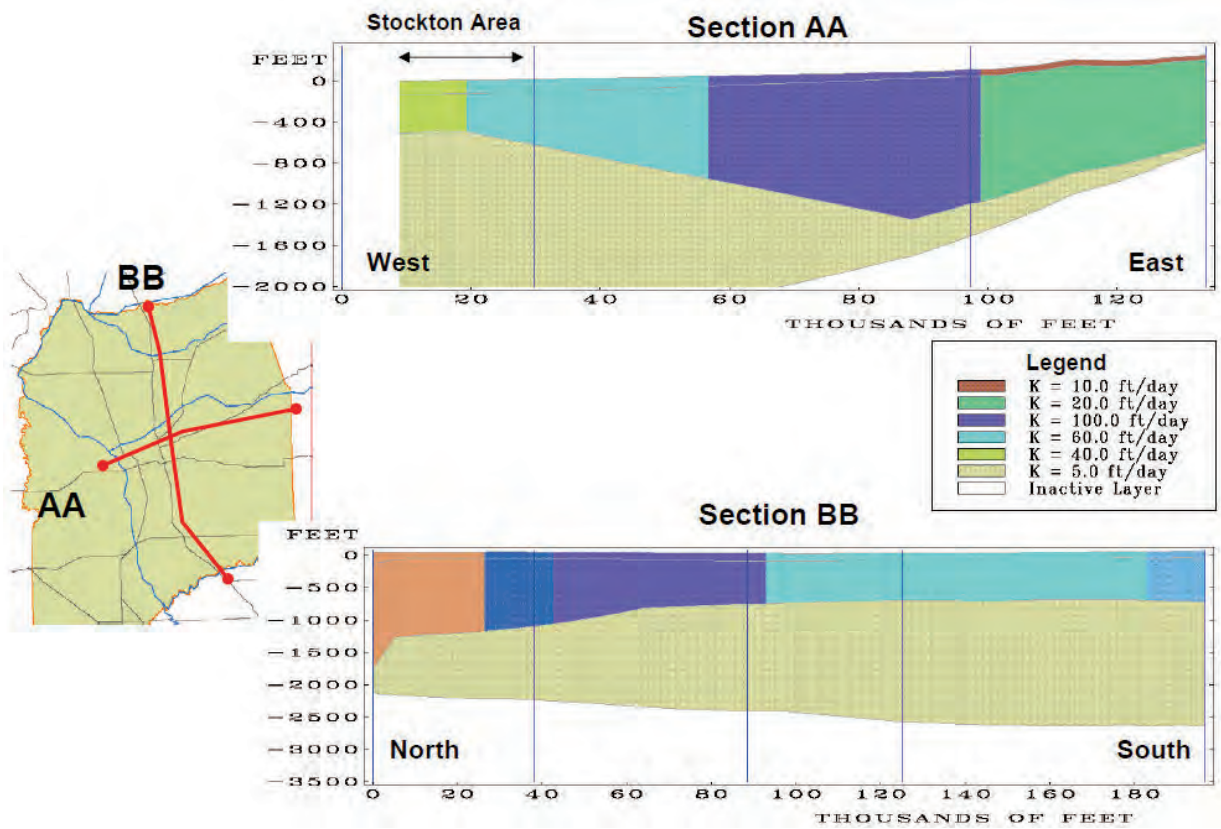 Stockton Area
Section AA
FEET
0
-400
-800
-1200
-1600
-2000
West
East
0 20 40 60 80 100 120
THOUSANDS OF FEET
BB
AA
Legend
K = 10.0 ft/day
K = 20.0 ft/day
K = 100.0 ft/day
K = 60.0 ft/day
K = 40.0 ft/day
K = 5.0 ft/day
Inactive Layer
Section BB
FEET
0
-500
-1000
-1500
-2000
-2500
-3000
-3500
North
South
0 20 40 60 80 100 120 140 160 180
THOUSANDS OF FEET